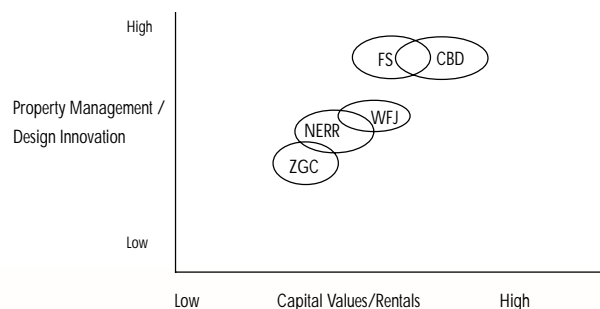 High
FS CBD
Property Management /
Design Innovation
WFJ
NERR
ZGC
Low
Low Capital Values/Rentals High